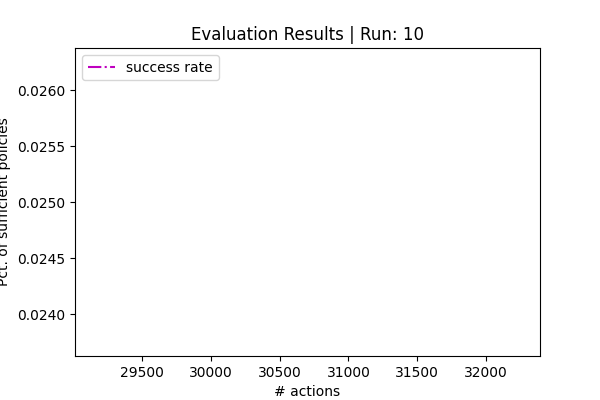 Evaluation Results | Run: 10
success rate
0.0260
0.0255
0.0250
0.0245
0.0240
Pct. of sufficient policies
29500 30000 30500 31000 31500 32000
# actions